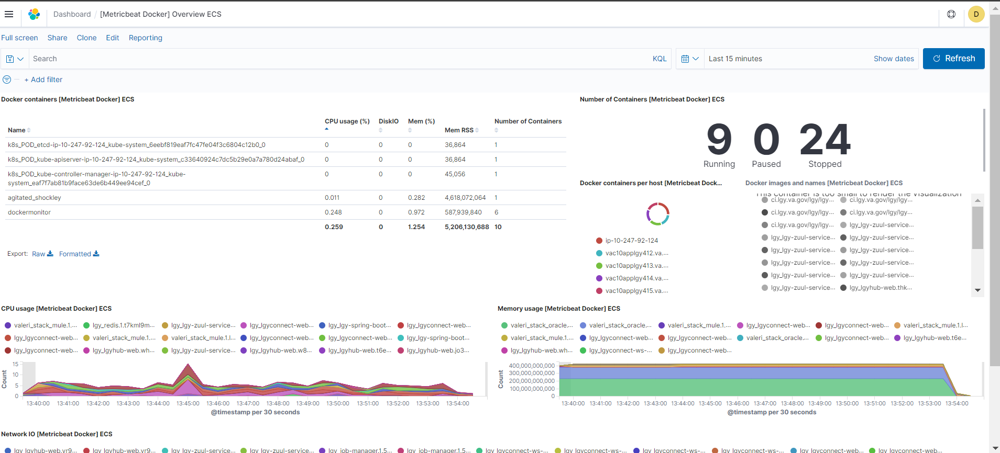 Dashboard / [Metricbeat Docker] Overview ECS
D
Full screen Share Clone Edit Reporting
Search KQL Last 15 minutes Show dates Refresh
+ Add filter
Docker containers [Metricbeat Docker] ECS
Name CPU usage (%) DiskIO Mem (%) Mem RSS Number of Containers
k8s_POD_etcd-ip-10-247-92-124_kube-system_6eebf819eaf7fc47fe04f3c6804c12b0_0 0 0 0 36,864 1
k8s_POD_kube-apiserver-ip-10-247-92-124_kube-system_c33640924c7dc5b29e0a7a780d24abaf_0 0 0 0 36,864 1
k8s_POD_kube-controller-manager-ip-10-247-92-124_kube-
system_eaf7f7ab81b9face63de6b449ee94cef_0 0 0 0 45,056 1
agitated_shockley 0.011 0 0.282 4,618,072,064 1
dockermonitor 0.248 0 0.972 587,939,840 6
0.259 0 1.254 5,206,130,688 10
Export: Raw Formatted
Number of Containers [Metricbeat Docker] ECS
9 0 24
Running Paused Stopped
Docker containers per host [Metricbeat Dock...
ip-10-247-92-124
vac10applgy412.va....
vac10applgy413.va....
vac10applgy414.va....
vac10applgy415.va....
Docker images and names [Metricbeat Docker] ECS
This container is too small to render the visualization
ci.lgy.va.gov/lgy/lgy... ci.lgy.va.gov/lgy/lgy...
ci.lgy.va.gov/lgy/lgy... ci.lgy.va.gov/lgy/lgy...
ci.lgy.va.gov/lgy/lgy... lgy_lgy-zuul-service...
lgy_lgy-zuul-service... lgy_lgy-zuul-service...
lgy_lgy-zuul-service... lgy_lgy-zuul-service...
lgy_lgy-zuul-service... lgy_lgy-zuul-service...
lgy_lgy-zuul-service... lgy_lgy-zuul-service...
lgy_lgy-zuul-service... lgy_lgyhub-web.thk...
CPU usage [Metricbeat Docker] ECS
valeri_stack_mule.1.... lgy_redis.1.t7kml9m... lgy_lgy-zuul-service... lgy_lgyconnect-web... lgy_lgy-spring-boot... lgy_lgyconnect-web...
lgy_lgyconnect-web... valeri_stack_mule.1.... valeri_stack_mule.1.l... lgy_lgyconnect-web... lgy_lgyconnect-web... lgy_lgy-spring-boot...
lgy_lgyconnect-web... lgy_lgyhub-web.wh... lgy_lgy-zuul-service... lgy_lgyhub-web.w8... lgy_lgyhub-web.t6e... lgy_lgyhub-web.jo3...
Count
15
10
5
0
13:40:00 13:41:00 13:42:00 13:43:00 13:44:00 13:45:00 13:46:00 13:47:00 13:48:00 13:49:00 13:50:00 13:51:00 13:52:00 13:53:00 13:54:00
@timestamp per 30 seconds
Memory usage [Metricbeat Docker] ECS
valeri_stack_oracle.... valeri_stack_oracle.... valeri_stack_mule.1.... lgy_lgyconnect-web... lgy_lgyconnect-web... valeri_stack_mule.1.l...
valeri_stack_mule.1.... lgy_lgyconnect-web... lgy_lgyconnect-web... valeri_stack_oracle.... lgy_lgyconnect-web... lgy_lgyhub-web.t6e...
lgy_lgyhub-web.wh... lgy_lgyconnect-ws-... lgy_lgyconnect-web...
Count
400,000,000,000
300,000,000,000
200,000,000,000
100,000,000,000
0
13:40:00 13:41:00 13:42:00 13:43:00 13:44:00 13:45:00 13:46:00 13:47:00 13:48:00 13:49:00 13:50:00 13:51:00 13:52:00 13:53:00 13:54:00
@timestamp per 30 seconds
Network IO [Metricbeat Docker] ECS
lgy_lgyhub-web.vr9... lgy_lgyhub-web.vr9... lgy_lgy-zuul-service... lgy_lgy-zuul-service... lgy_job-manager.1.5... lgy_job-manager.1.5... lgy_lgyconnect-ws-... lgy_lgyconnect-ws-... lgy_lgyconnect-ws-... lgy_lgyconnect-ws-... lgy_lgyconnect-web... lgy_lgyconnect-web...